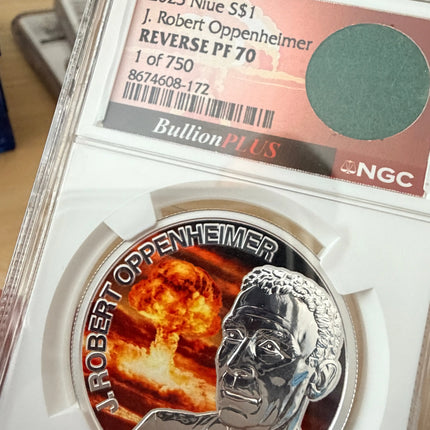 2023 Niue S$1
J. Robert Oppenheimer
REVERSE PF 70
1 of 750
8674608-172
BullionPLUS
NGC
J. ROBERT OPPENHEIMER